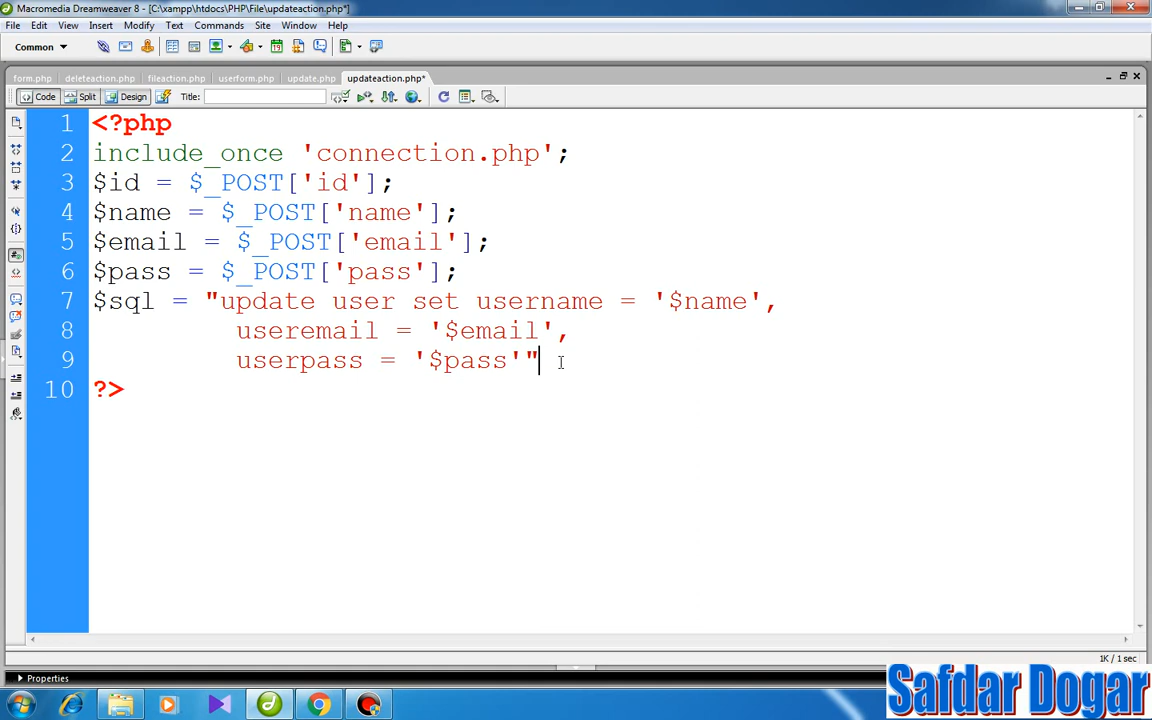 Macromedia Dreamweaver 8 - [C:\xampp\htdocs\PHP\File\updateaction.php*]
File Edit View Insert Modify Text Commands Site Window Help
Common
form.php deleteaction.php fileaction.php userform.php update.php updateaction.php*
Code Split Design Title:
1 <?php
2 include_once 'connection.php';
3 $id = $_POST['id'];
4 $name = $_POST['name'];
5 $email = $_POST['email'];
6 $pass = $_POST['pass'];
7 $sql = "update user set username = '$name',
8 useremail = '$email',
9 userpass = '$pass'"
10 ?>
1K / 1 sec
Properties
Safdar Dogar